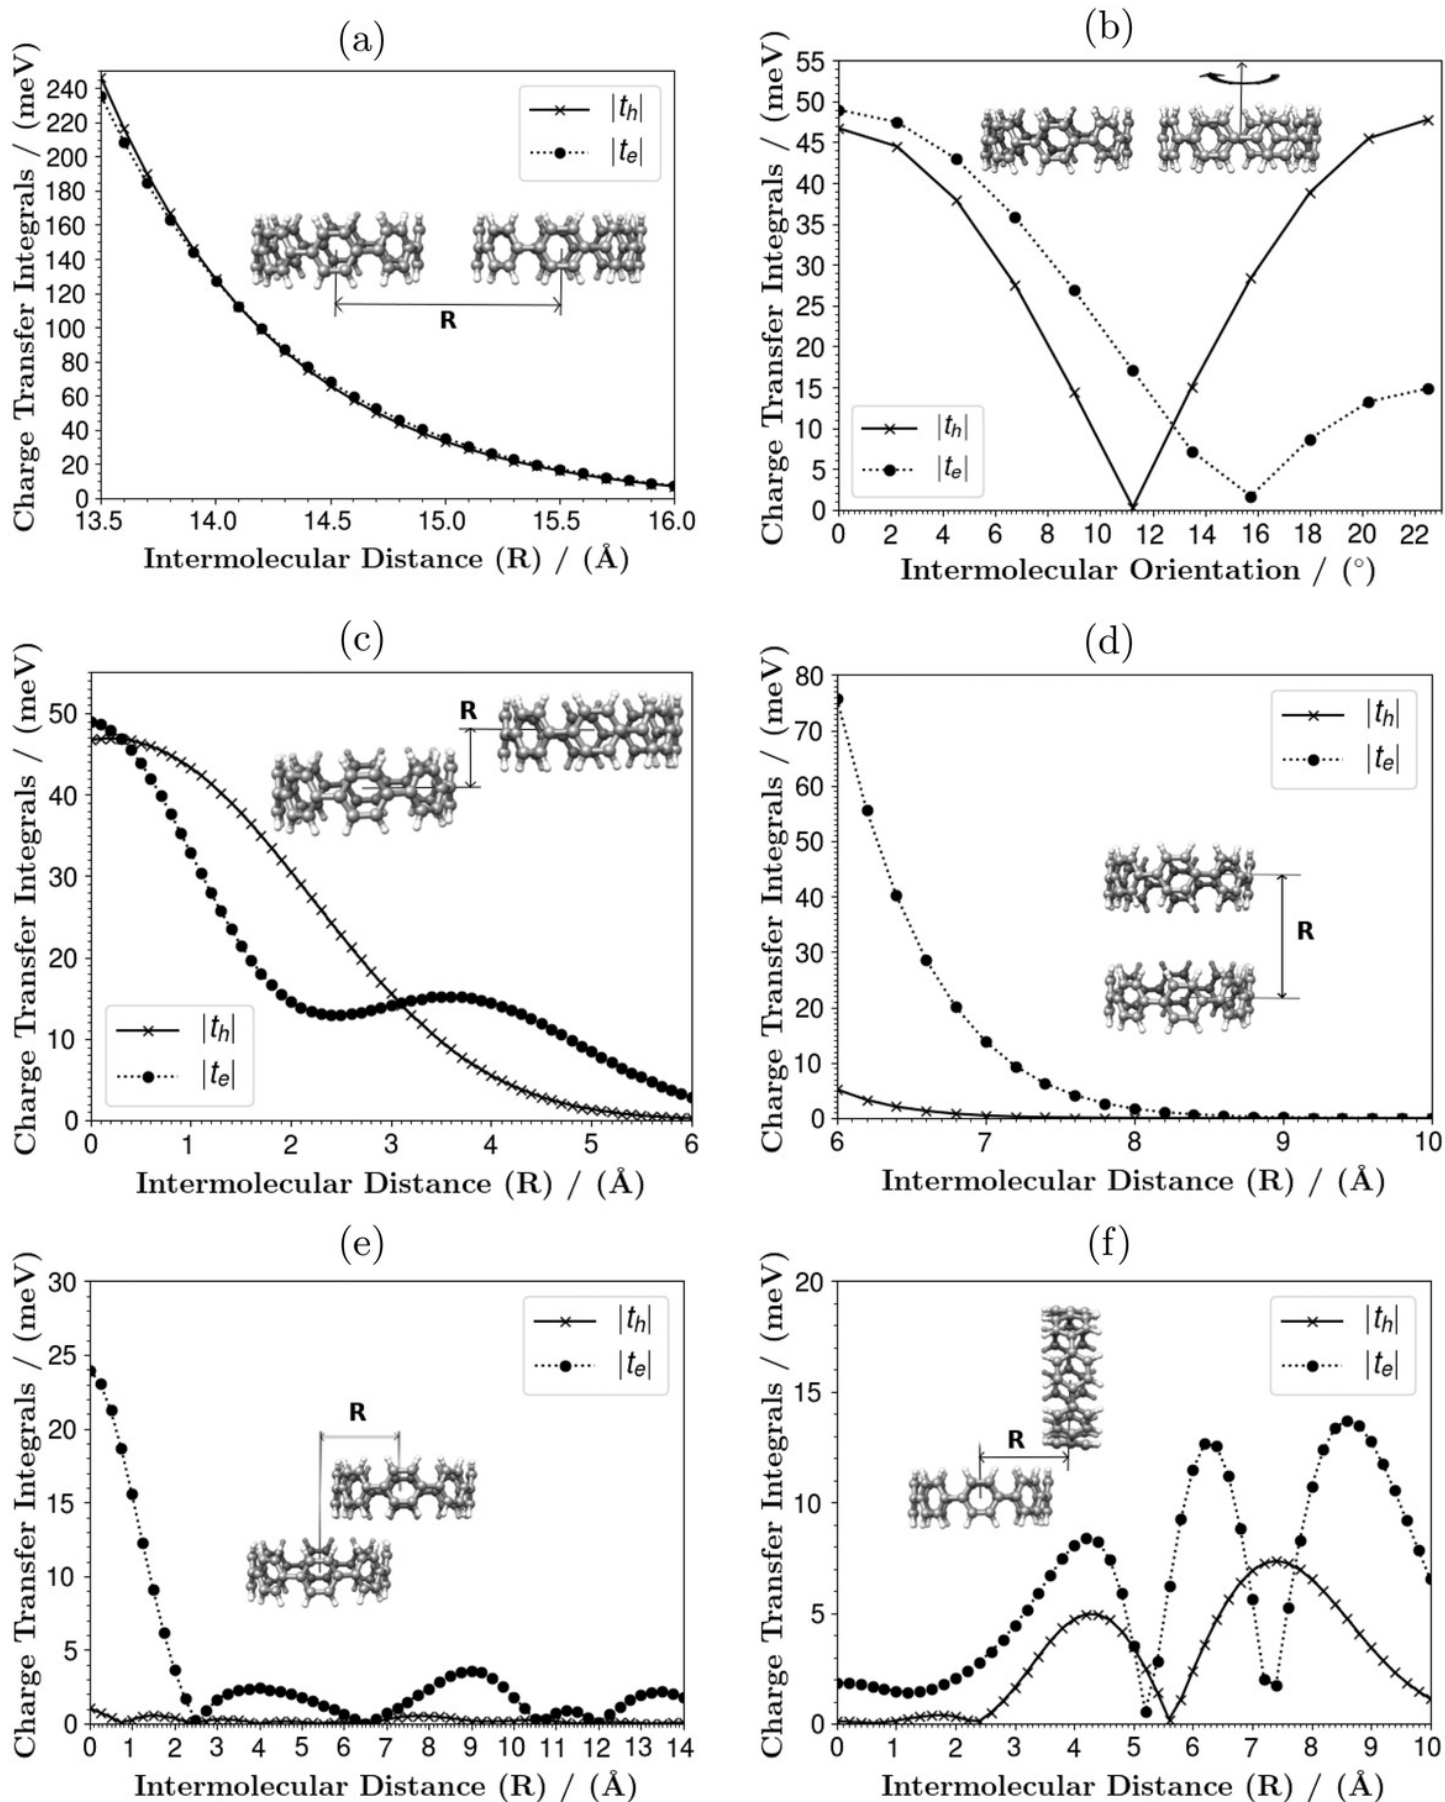 (a)
Charge Transfer Integrals / (meV)
240
220
200
180
160
140
120
100
80
60
40
20
0
|t_h|
|t_e|
R
13.5 14.0 14.5 15.0 15.5 16.0
Intermolecular Distance (R) / (Å)
(b)
Charge Transfer Integrals / (meV)
55
50
45
40
35
30
25
20
15
10
5
0
|t_h|
|t_e|
0 2 4 6 8 10 12 14 16 18 20 22
Intermolecular Orientation / (°)
(c)
Charge Transfer Integrals / (meV)
50
40
30
20
10
0
R
|t_h|
|t_e|
0 1 2 3 4 5 6
Intermolecular Distance (R) / (Å)
(d)
Charge Transfer Integrals / (meV)
80
70
60
50
40
30
20
10
0
|t_h|
|t_e|
R
6 7 8 9 10
Intermolecular Distance (R) / (Å)
(e)
Charge Transfer Integrals / (meV)
30
25
20
15
10
5
0
|t_h|
|t_e|
R
0 1 2 3 4 5 6 7 8 9 10 11 12 13 14
Intermolecular Distance (R) / (Å)
(f)
Charge Transfer Integrals / (meV)
20
15
10
5
0
|t_h|
|t_e|
R
0 1 2 3 4 5 6 7 8 9 10
Intermolecular Distance (R) / (Å)